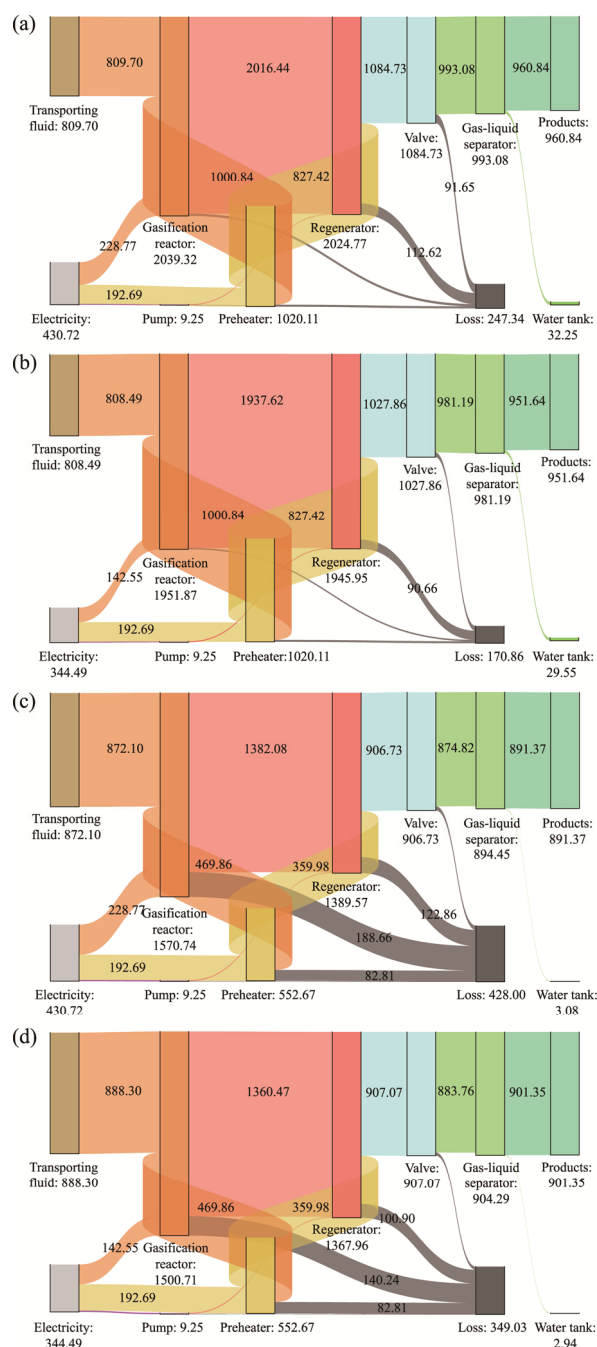 (a)
809.70
2016.44
1084.73
993.08
960.84
Transporting
fluid: 809.70
Valve:
1084.73
Gas-liquid
separator:
993.08
Products:
960.84
1000.84
827.42
91.65
Gasification
reactor:
2039.32
Regenerator:
2024.77
228.77
112.62
192.69
Electricity:
430.72
Pump: 9.25
Preheater: 1020.11
Loss: 247.34
Water tank:
32.25
(b)
808.49
1937.62
1027.86
981.19
951.64
Transporting
fluid: 808.49
Valve:
1027.86
Gas-liquid
separator:
981.19
Products:
951.64
1000.84
827.42
Gasification
reactor:
1951.87
Regenerator:
1945.95
142.55
90.66
192.69
Electricity:
344.49
Pump: 9.25
Preheater:1020.11
Loss: 170.86
Water tank:
29.55
(c)
872.10
1382.08
906.73
874.82
891.37
Transporting
fluid: 872.10
Valve:
906.73
Gas-liquid
separator:
894.45
Products:
891.37
469.86
359.98
Regenerator:
1389.57
228.77
Gasification
reactor:
1570.74
122.86
188.66
192.69
82.81
Electricity:
430.72
Pump: 9.25
Preheater: 552.67
Loss: 428.00
Water tank:
3.08
(d)
888.30
1360.47
907.07
883.76
901.35
Transporting
fluid: 888.30
Valve:
907.07
Gas-liquid
separator:
904.29
Products:
901.35
469.86
359.98
100.90
Regenerator:
1367.96
142.55
Gasification
reactor:
1500.71
140.24
192.69
82.81
Electricity:
344.49
Pump: 9.25
Preheater: 552.67
Loss: 349.03
Water tank:
2.94